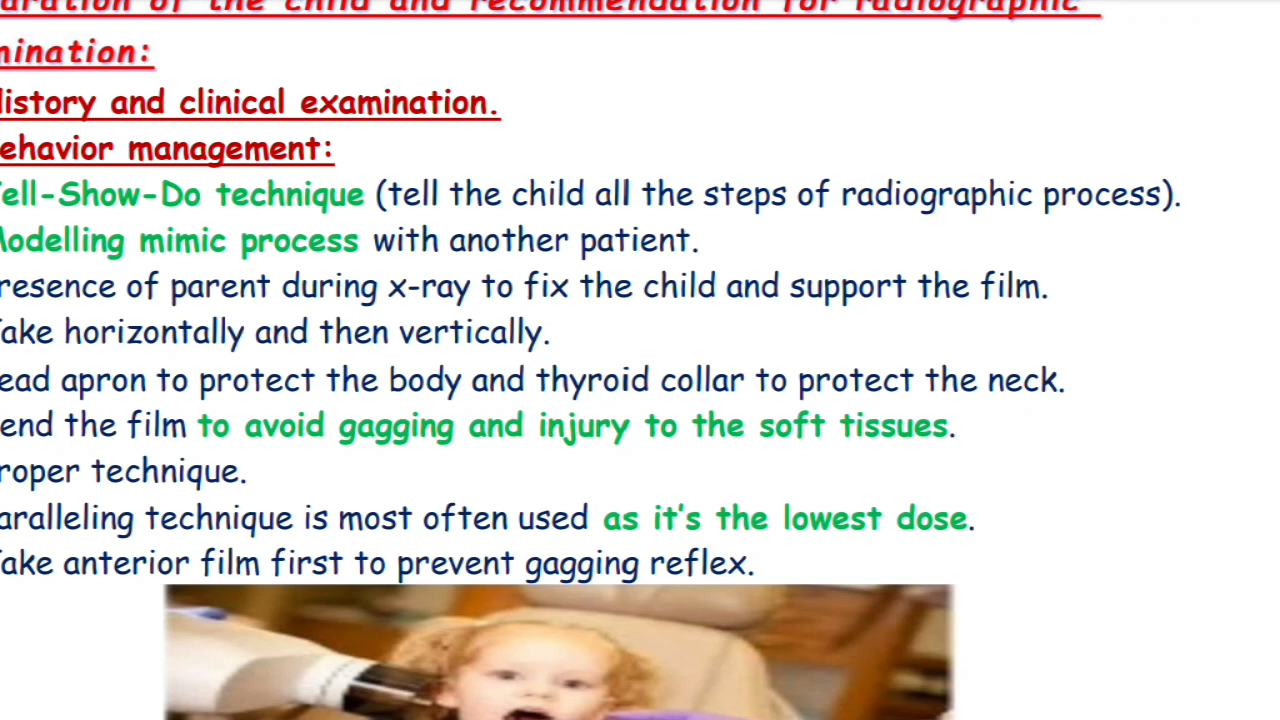 aration of the child and recommendation for radiographic
mination:
History and clinical examination.
ehavior management:
Tell-Show-Do technique (tell the child all the steps of radiographic process).
Modelling mimic process with another patient.
resence of parent during x-ray to fix the child and support the film.
Take horizontally and then vertically.
ead apron to protect the body and thyroid collar to protect the neck.
end the film to avoid gagging and injury to the soft tissues.
roper technique.
aralleling technique is most often used as it's the lowest dose.
Take anterior film first to prevent gagging reflex.